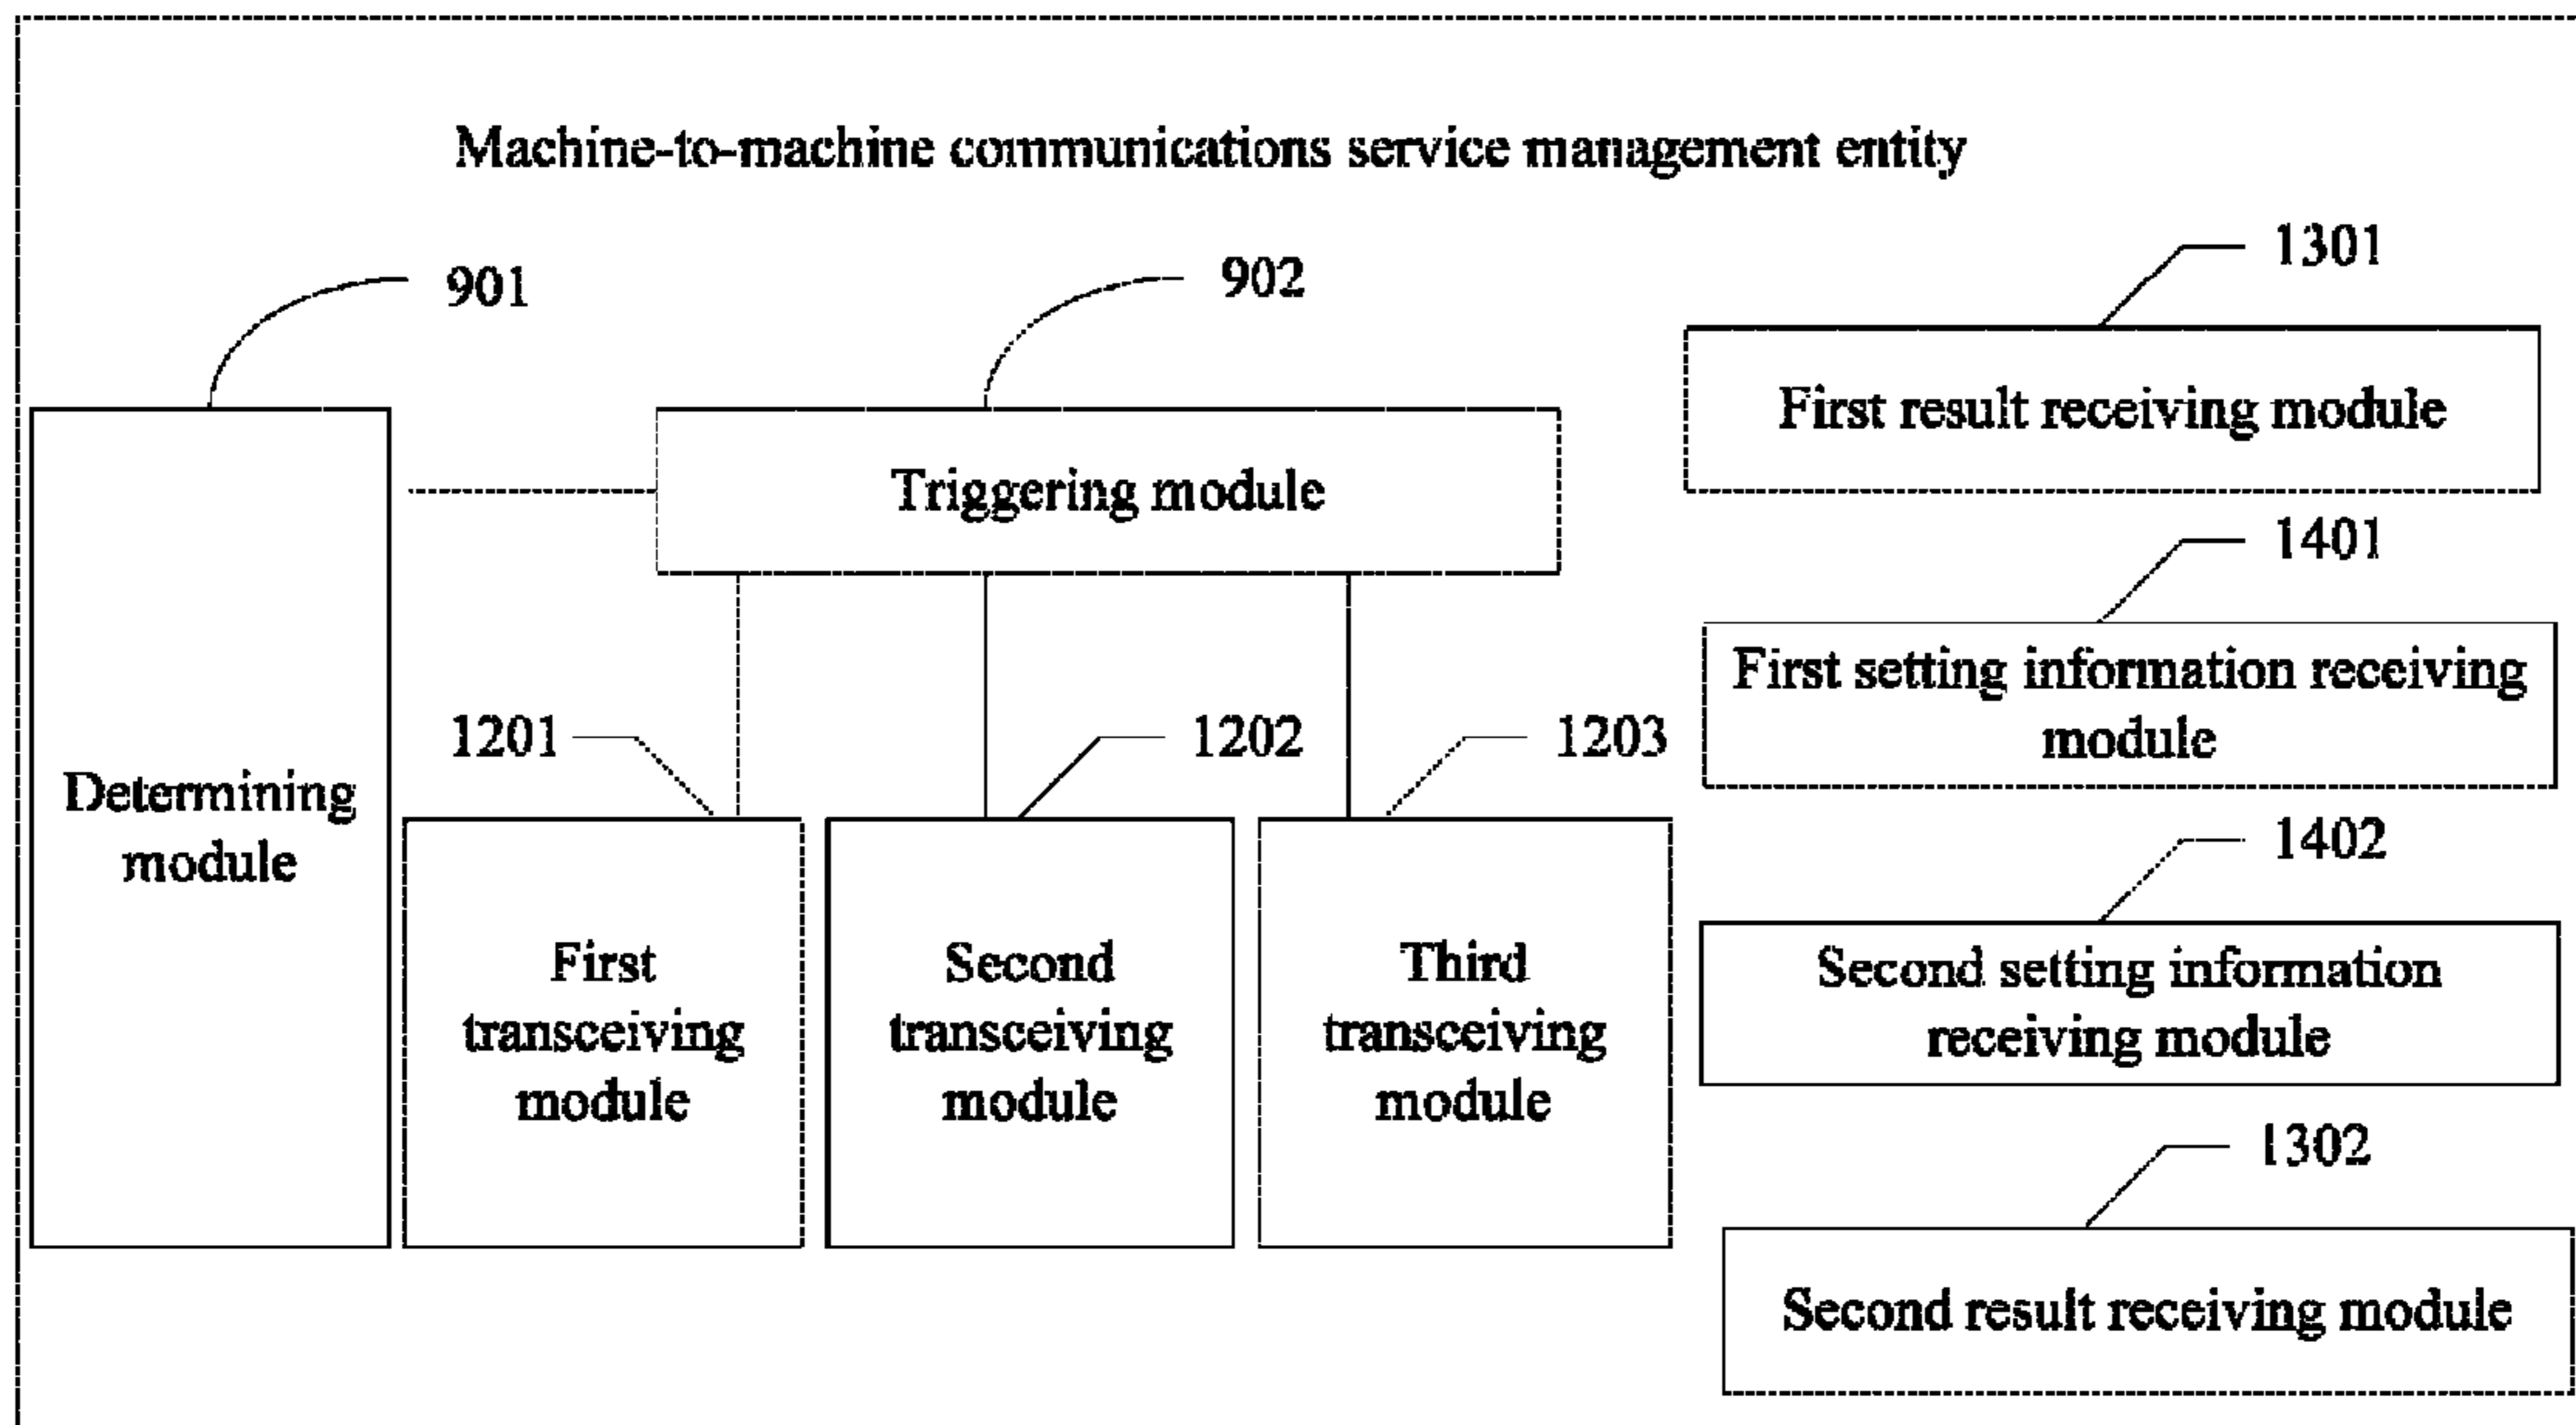 Machine-to-machine communications service management entity
901
902
1301
First result receiving module
Triggering module
1401
First setting information receiving
module
1201
1202
1203
Determining
module
1402
First
transceiving
module
Second
transceiving
module
Third
transceiving
module
Second setting information
receiving module
1302
Second result receiving module